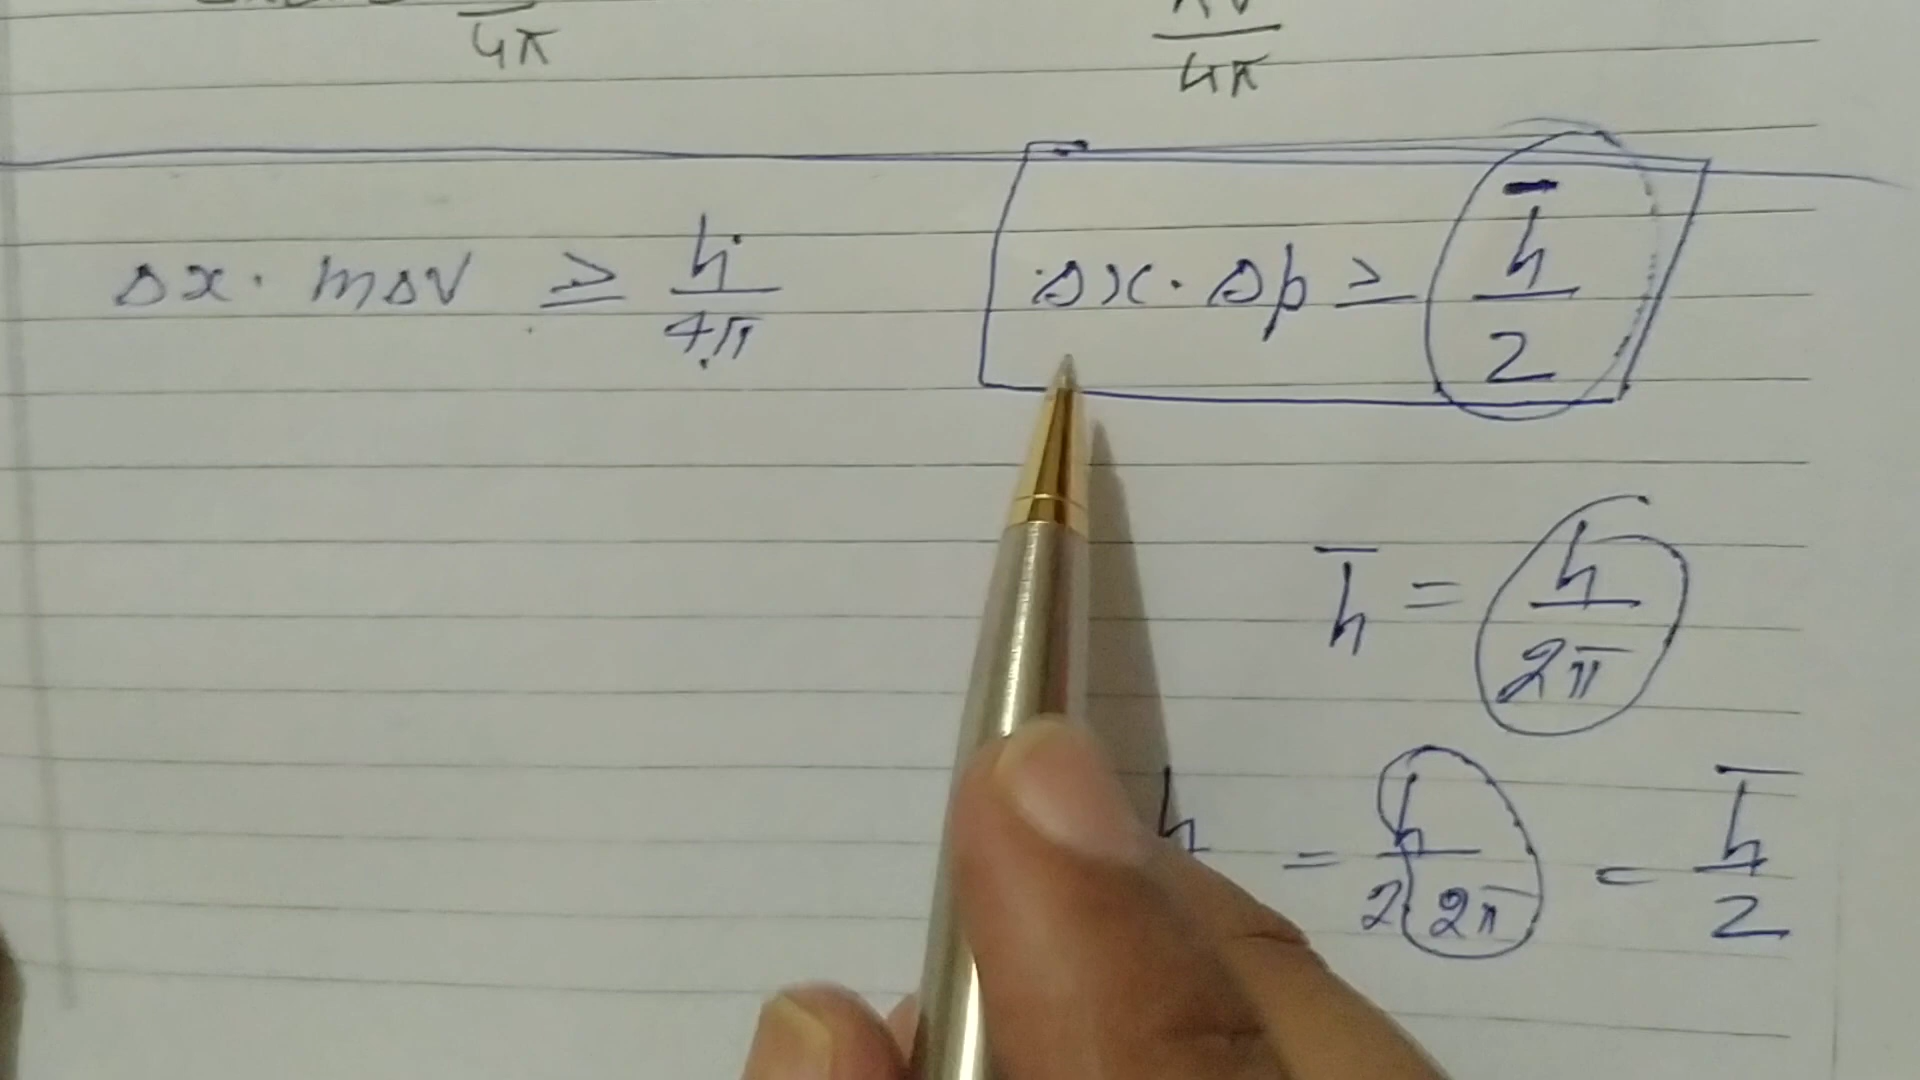 4π
4π
Δx. mΔv ≥ h/4π
Δx. Δp ≥ h̄/2
h̄ = h/2π
h = h/2 2π = h̄/2